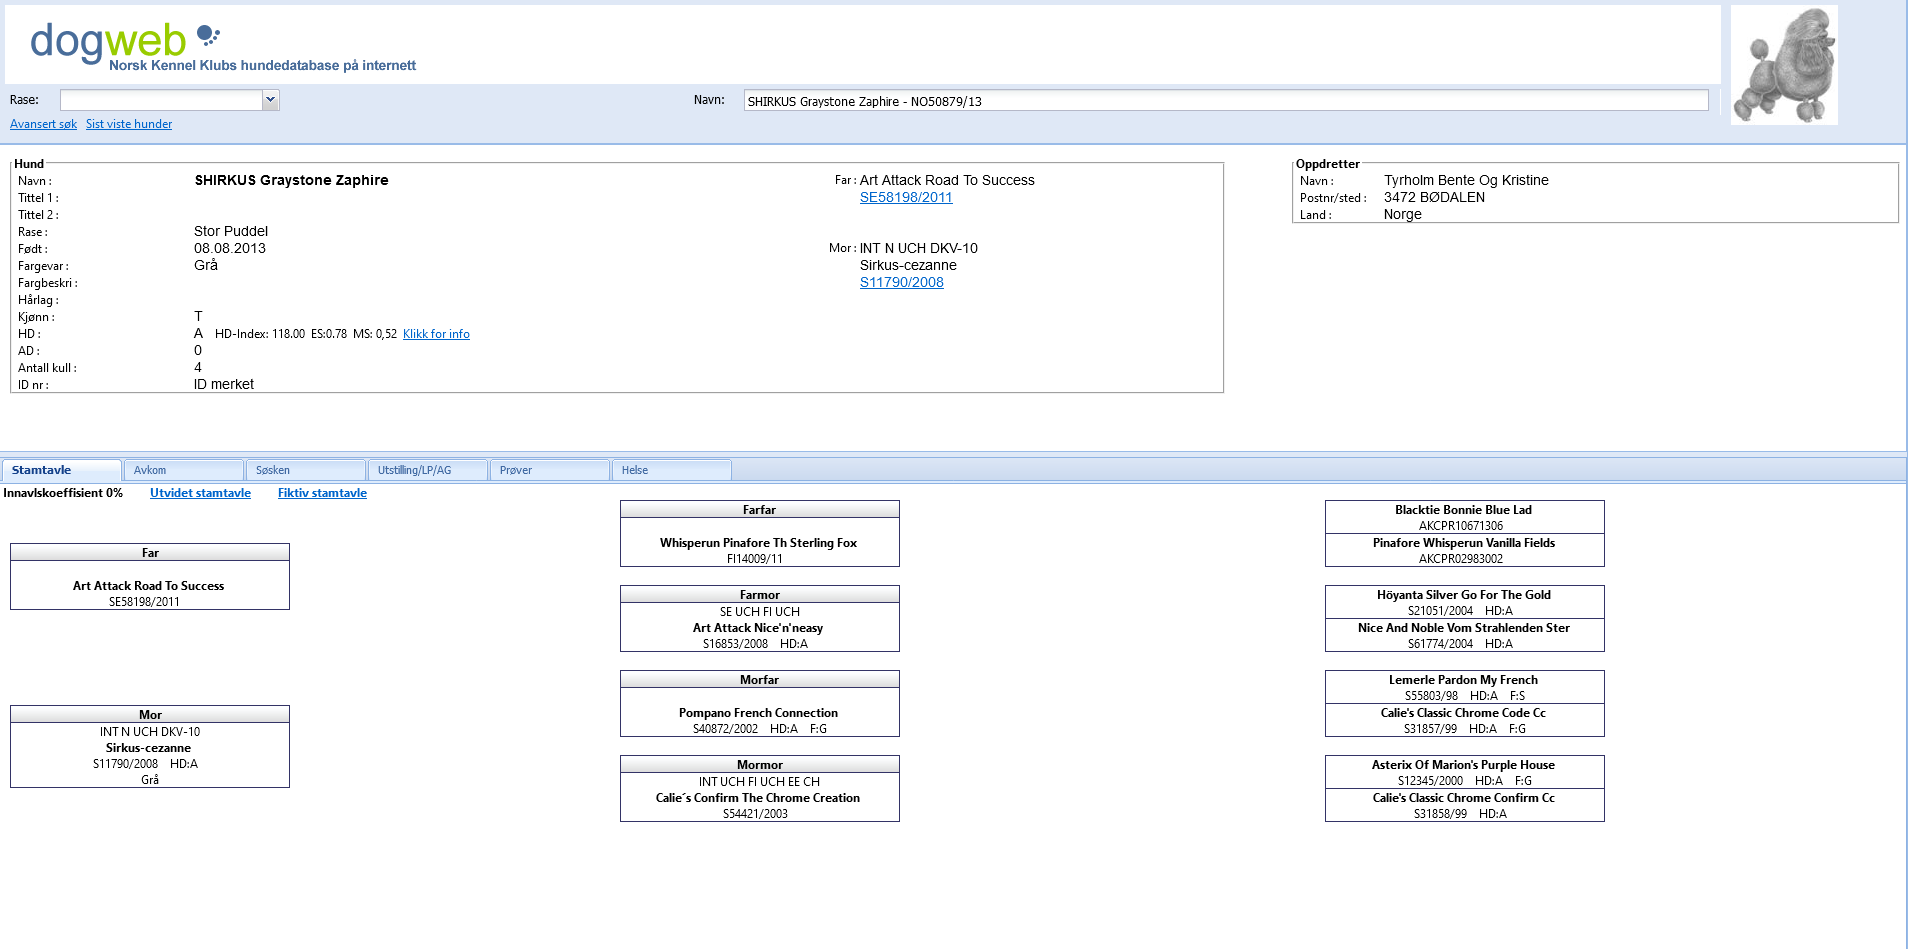 dogweb
Norsk Kennel Klubs hundedatabase på internett
Rase:
Navn: SHIRKUS Graystone Zaphire - NO50879/13
Avansert søk Sist viste hunder
Hund
Navn : SHIRKUS Graystone Zaphire
Tittel 1 :
Tittel 2 :
Rase : Stor Puddel
Født : 08.08.2013
Fargevar : Grå
Fargbeskri :
Hårlag :
Kjønn : T
HD : A HD-Index: 118.00 ES:0.78 MS: 0,52 Klikk for info
AD : 0
Antall kull : 4
ID nr : ID merket
Far : Art Attack Road To Success
SE58198/2011
Mor : INT N UCH DKV-10
Sirkus-cezanne
S11790/2008
Oppdretter
Navn : Tyrholm Bente Og Kristine
Postnr/sted : 3472 BØDALEN
Land : Norge
Stamtavle Avkom Søsken Utstilling/LP/AG Prøver Helse
Innavlskoeffisient 0% Utvidet stamtavle Fiktiv stamtavle
Far
Art Attack Road To Success
SE58198/2011
Mor
INT N UCH DKV-10
Sirkus-cezanne
S11790/2008 HD:A
Grå
Farfar
Whisperun Pinafore Th Sterling Fox
FI14009/11
Farmor
SE UCH FI UCH
Art Attack Nice'n'neasy
S16853/2008 HD:A
Morfar
Pompano French Connection
S40872/2002 HD:A F:G
Mormor
INT UCH FI UCH EE CH
Calie´s Confirm The Chrome Creation
S54421/2003
Blacktie Bonnie Blue Lad
AKCPR10671306
Pinafore Whisperun Vanilla Fields
AKCPR02983002
Höyanta Silver Go For The Gold
S21051/2004 HD:A
Nice And Noble Vom Strahlenden Ster
S61774/2004 HD:A
Lemerle Pardon My French
S55803/98 HD:A F:S
Calie's Classic Chrome Code Cc
S31857/99 HD:A F:G
Asterix Of Marion's Purple House
S12345/2000 HD:A F:G
Calie's Classic Chrome Confirm Cc
S31858/99 HD:A